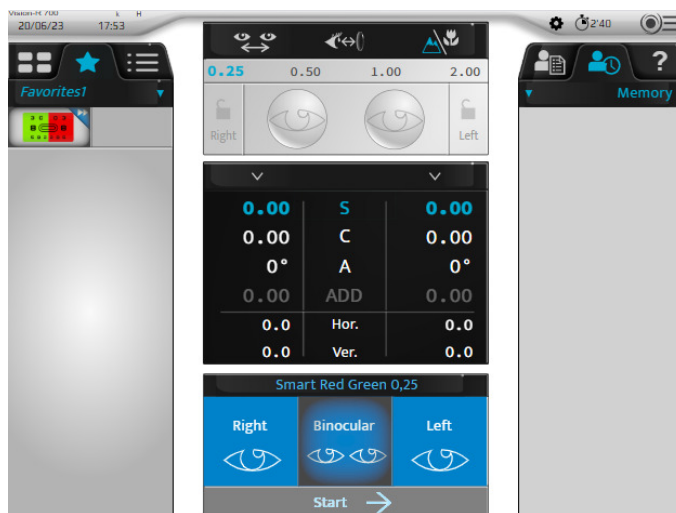 Vision-R 700
20/06/23 17:53
2'40
Favorites1
0.25 0.50 1.00 2.00
Right Left
0.00 S 0.00
0.00 C 0.00
0° A 0°
0.00 ADD 0.00
0.0 Hor. 0.0
0.0 Ver. 0.0
Smart Red Green 0,25
Right Binocular Left
Start
?
Memory